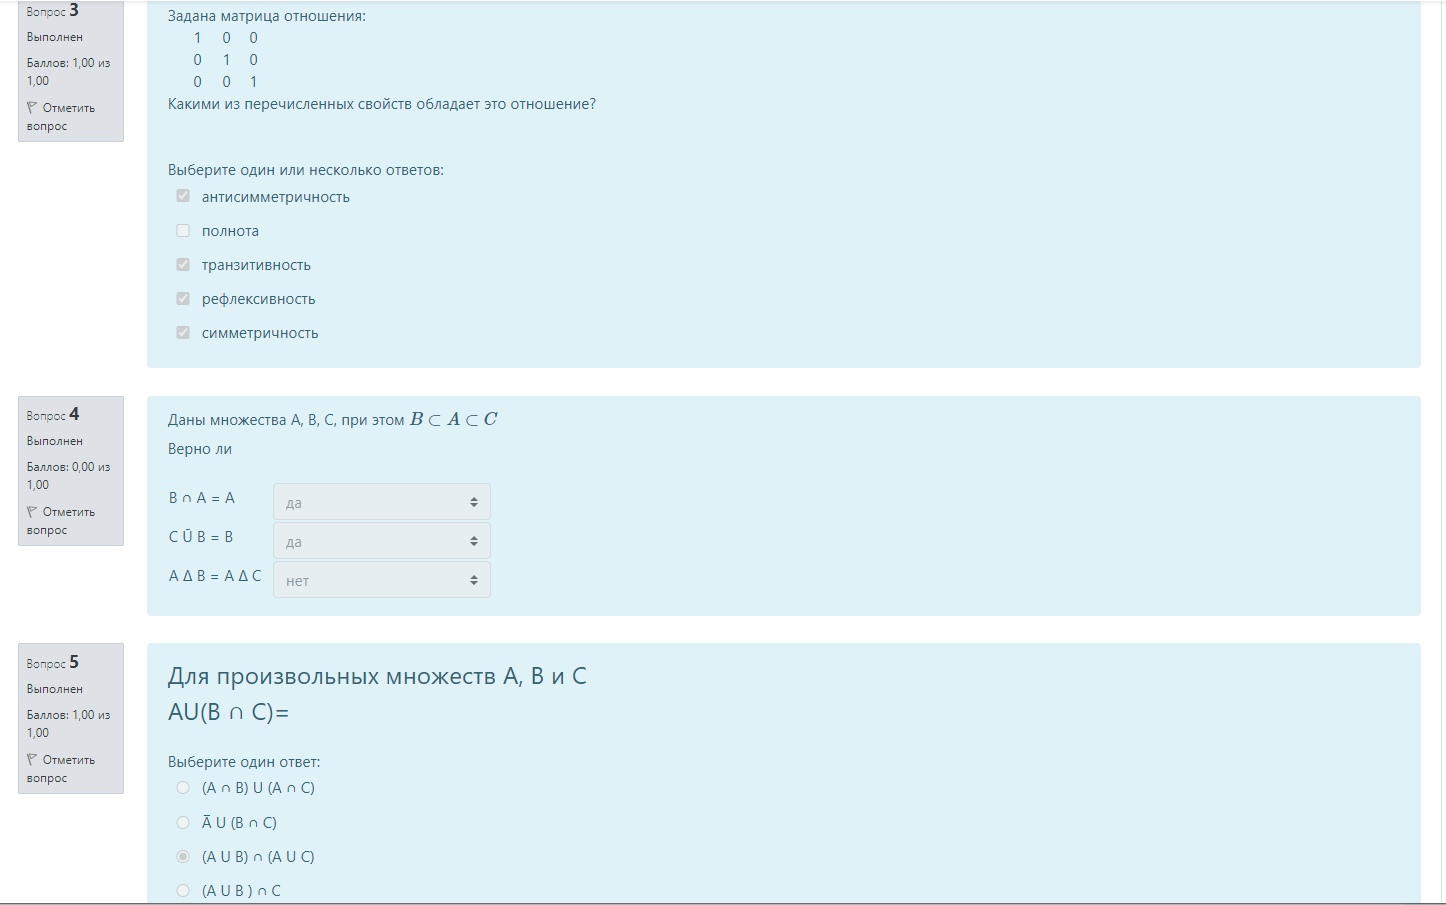 Вопрос 3
Выполнен
Баллов: 1,00 из
1,00
Отметить
вопрос
Задана матрица отношения:
1 0 0
0 1 0
0 0 1
Какими из перечисленных свойств обладает это отношение?
Выберите один или несколько ответов:
антисимметричность
полнота
транзитивность
рефлексивность
симметричность
Вопрос 4
Выполнен
Баллов: 0,00 из
1,00
Отметить
вопрос
Даны множества A, B, C, при этом B ⊂ A ⊂ C
Верно ли
B ∩ A = A да
C Ū B = B да
A Δ B = A Δ C нет
Вопрос 5
Выполнен
Баллов: 1,00 из
1,00
Отметить
вопрос
Для произвольных множеств A, B и C
AU(B ∩ C)=
Выберите один ответ:
(A ∩ B) U (A ∩ C)
Ā U (B ∩ C)
(A U B) ∩ (A U C)
(A U B ) ∩ C